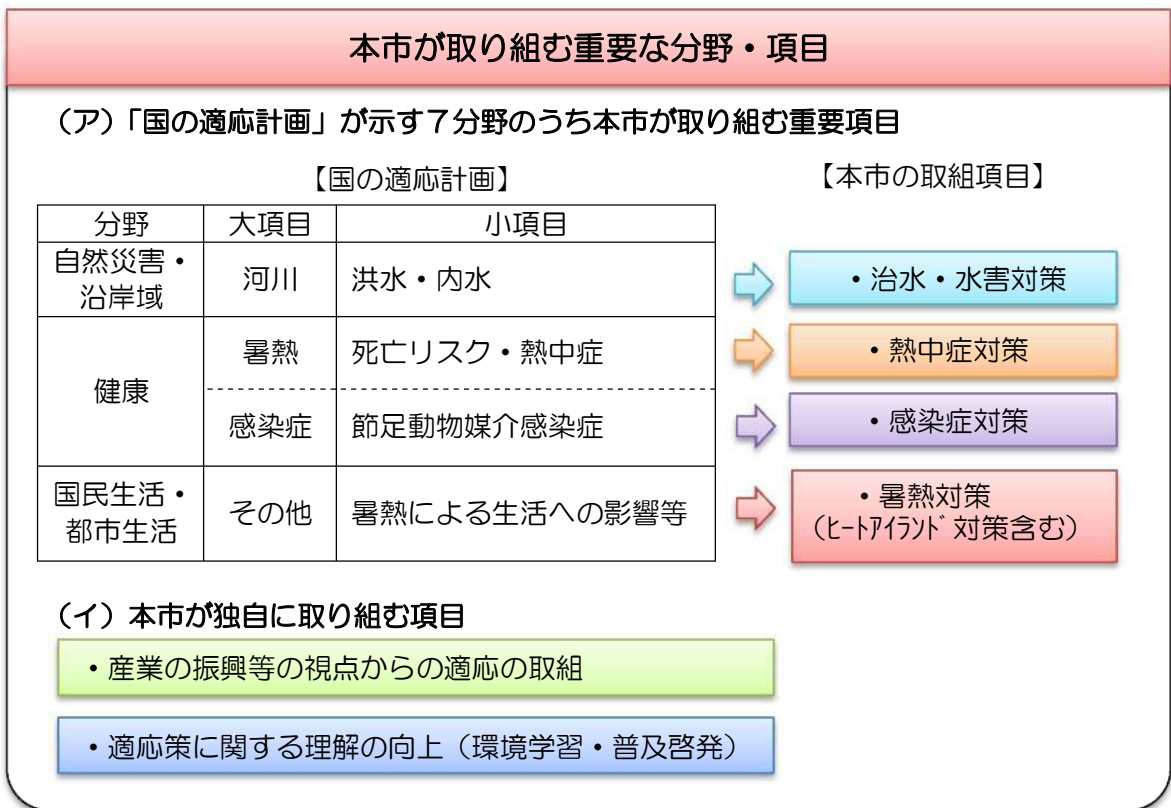 本市が取り組む重要な分野・項目
（ア）「国の適応計画」が示す７分野のうち本市が取り組む重要項目
【国の適応計画】
【本市の取組項目】
分野 大項目 小項目
自然災害・
沿岸域
河川 洪水・内水
・治水・水害対策
健康
暑熱 死亡リスク・熱中症
・熱中症対策
感染症 節足動物媒介感染症
・感染症対策
国民生活・
都市生活
その他 暑熱による生活への影響等
・暑熱対策
（ﾋｰﾄｱｲﾗﾝﾄﾞ対策含む）
（イ）本市が独自に取り組む項目
・産業の振興等の視点からの適応の取組
・適応策に関する理解の向上（環境学習・普及啓発）